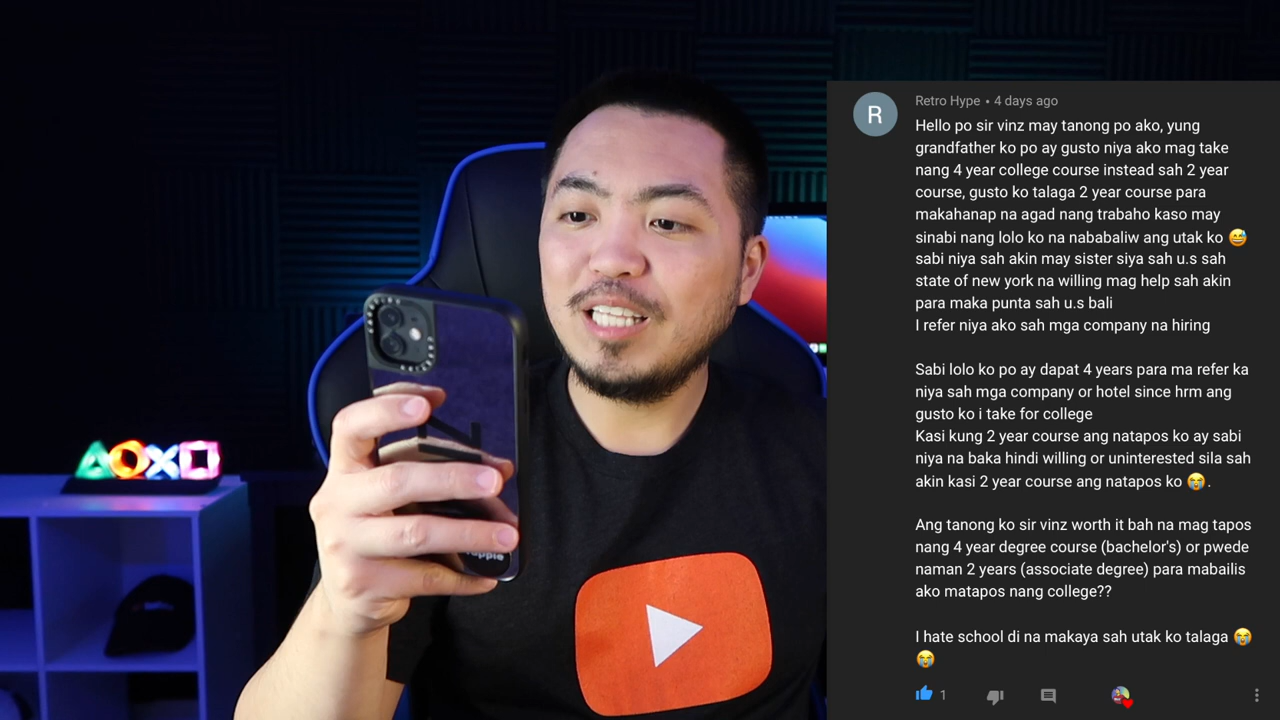 Retro Hype • 4 days ago
R
Hello po sir vinz may tanong po ako, yung
grandfather ko po ay gusto niya ako mag take
nang 4 year college course instead sah 2 year
course, gusto ko talaga 2 year course para
makahanap na agad nang trabaho kaso may
sinabi nang lolo ko na nababaliw ang utak ko 😅
sabi niya sah akin may sister siya sah u.s sah
state of new york na willing mag help sah akin
para maka punta sah u.s bali
I refer niya ako sah mga company na hiring
Sabi lolo ko po ay dapat 4 years para ma refer ka
niya sah mga company or hotel since hrm ang
gusto ko i take for college
Kasi kung 2 year course ang natapos ko ay sabi
niya na baka hindi willing or uninterested sila sah
akin kasi 2 year course ang natapos ko 😭.
Ang tanong ko sir vinz worth it bah na mag tapos
nang 4 year degree course (bachelor's) or pwede
naman 2 years (associate degree) para mabailis
ako matapos nang college??
I hate school di na makaya sah utak ko talaga 😭
😭
1